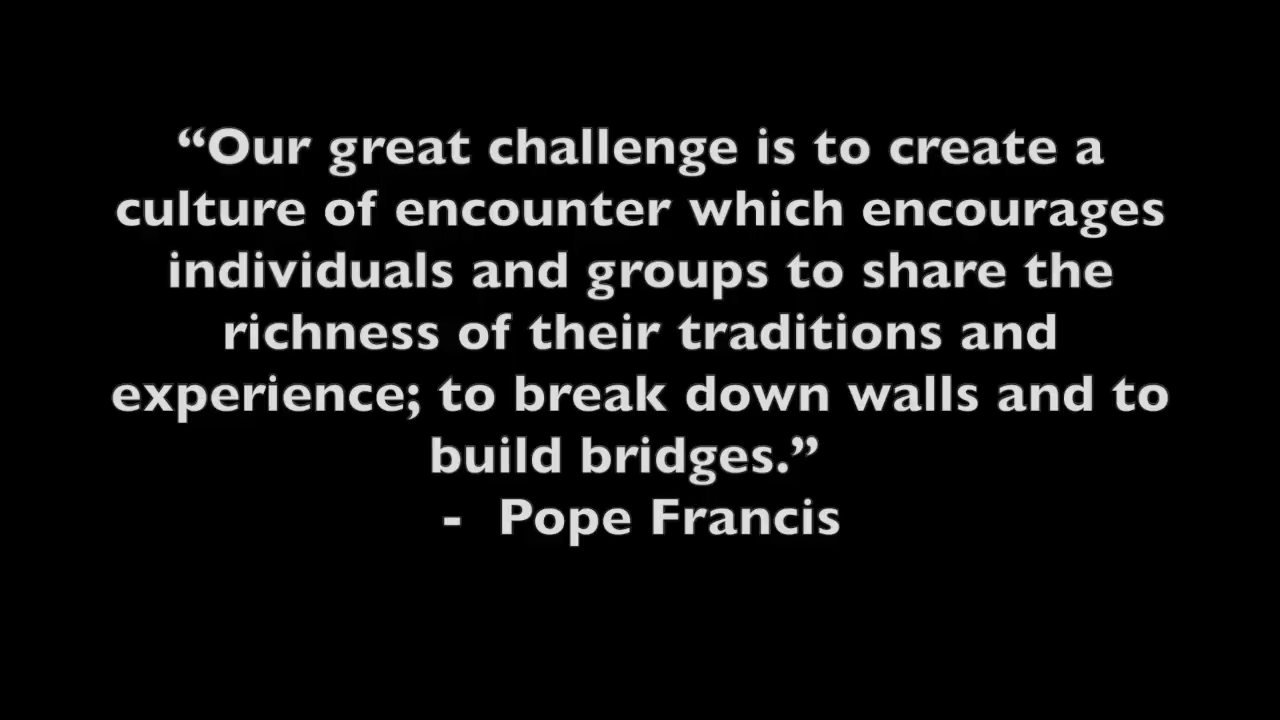 “Our great challenge is to create a
culture of encounter which encourages
individuals and groups to share the
richness of their traditions and
experience; to break down walls and to
build bridges.”
- Pope Francis